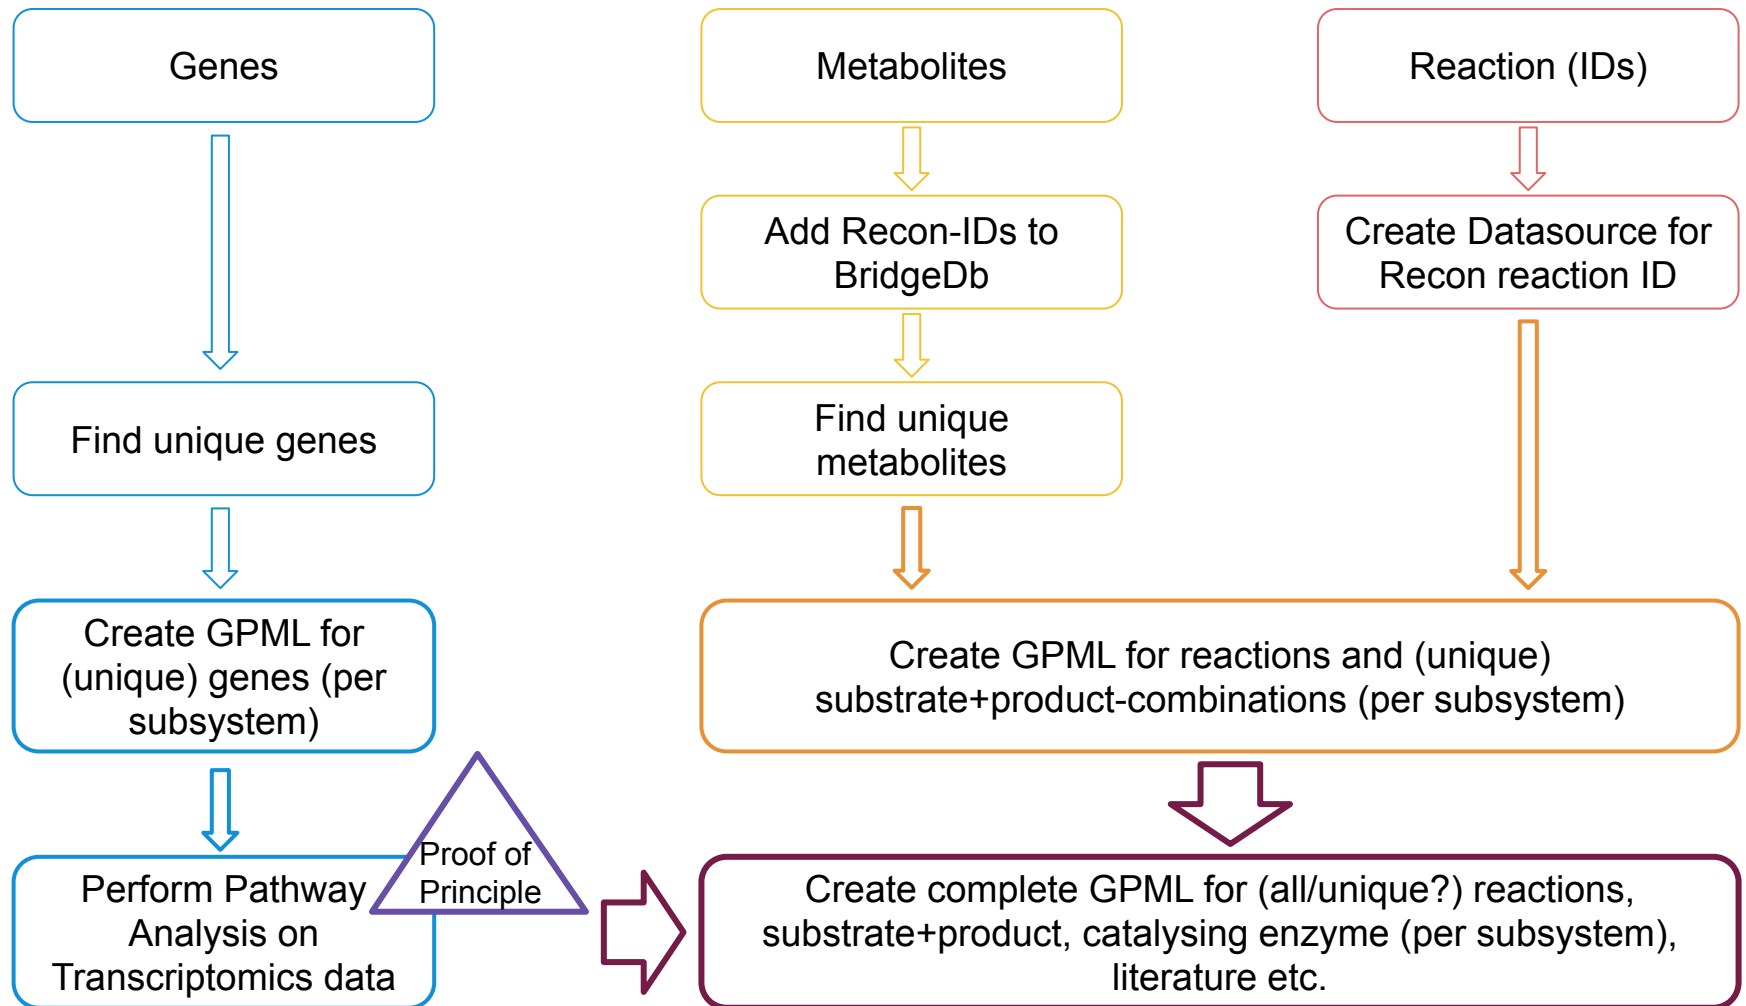 Genes
Metabolites
Reaction (IDs)
Add Recon-IDs to
BridgeDb
Create Datasource for
Recon reaction ID
Find unique genes
Find unique
metabolites
Create GPML for
(unique) genes (per
subsystem)
Create GPML for reactions and (unique)
substrate+product-combinations (per subsystem)
Proof of
Principle
Perform Pathway
Analysis on
Transcriptomics data
Create complete GPML for (all/unique?) reactions,
substrate+product, catalysing enzyme (per subsystem),
literature etc.